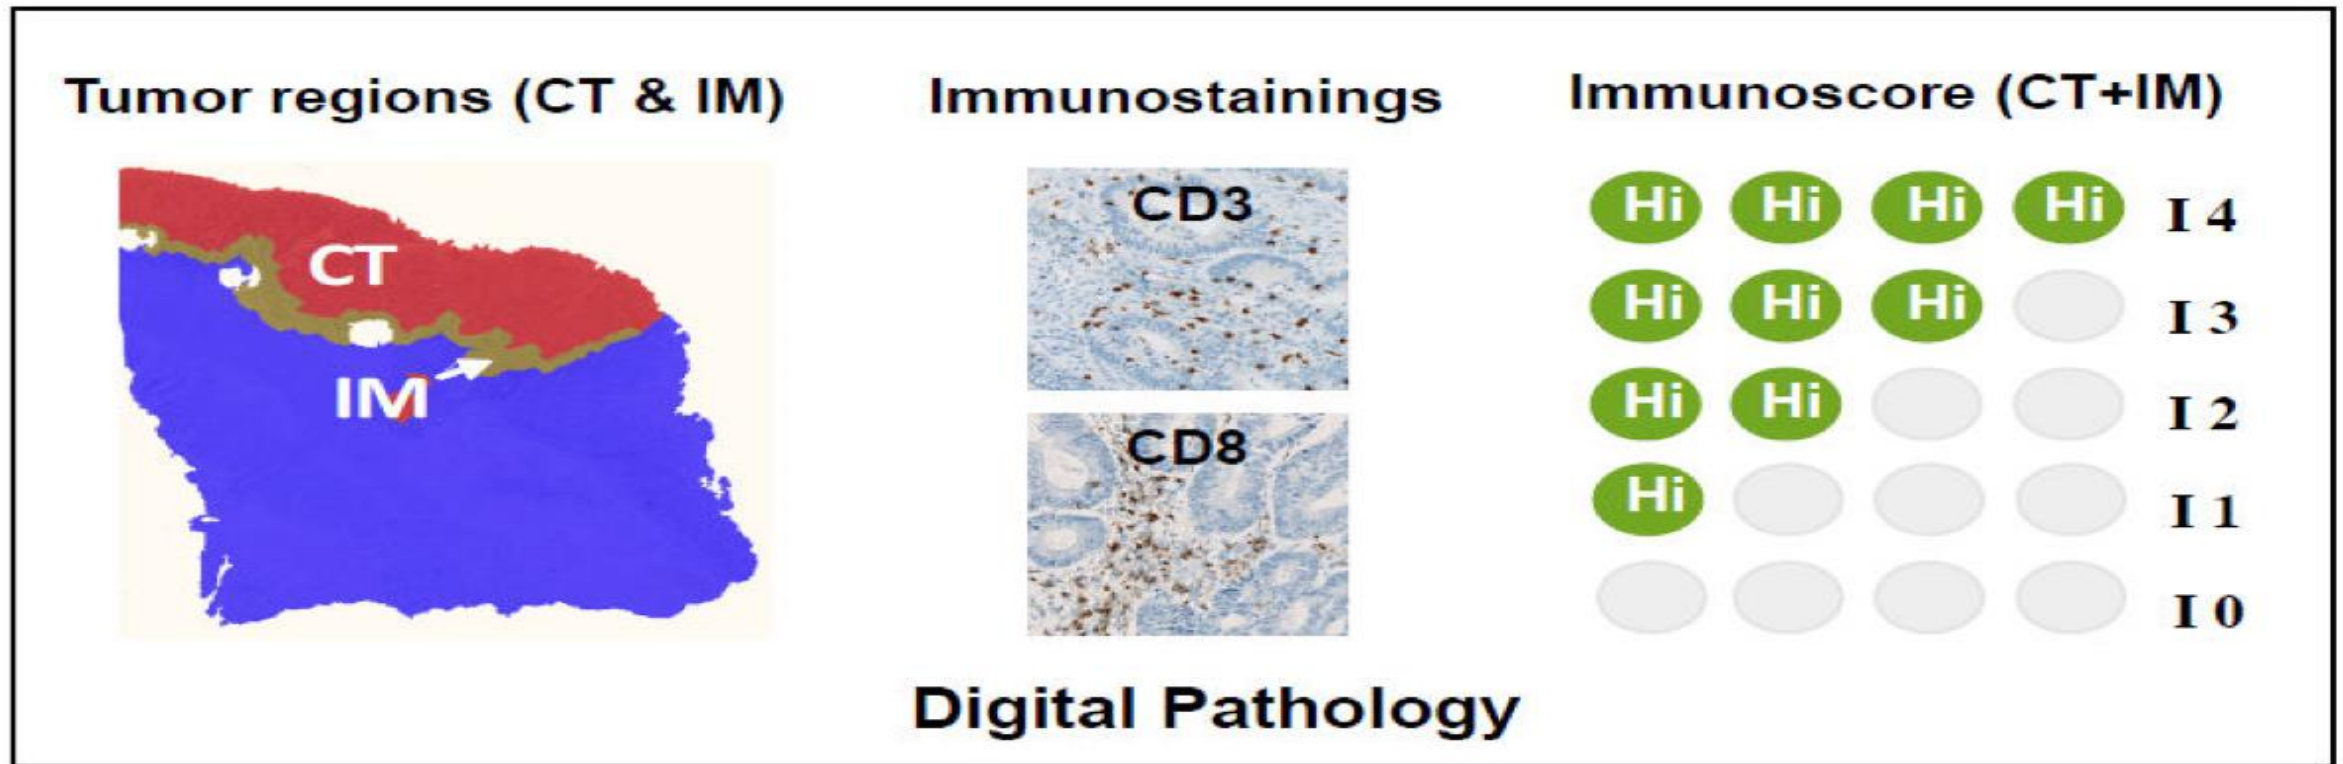 Tumor regions (CT & IM)
Immunostainings
Immunoscore (CT+IM)
CT
IM
CD3
CD8
Hi Hi Hi Hi I 4
Hi Hi Hi I 3
Hi Hi I 2
Hi I 1
I 0
Digital Pathology